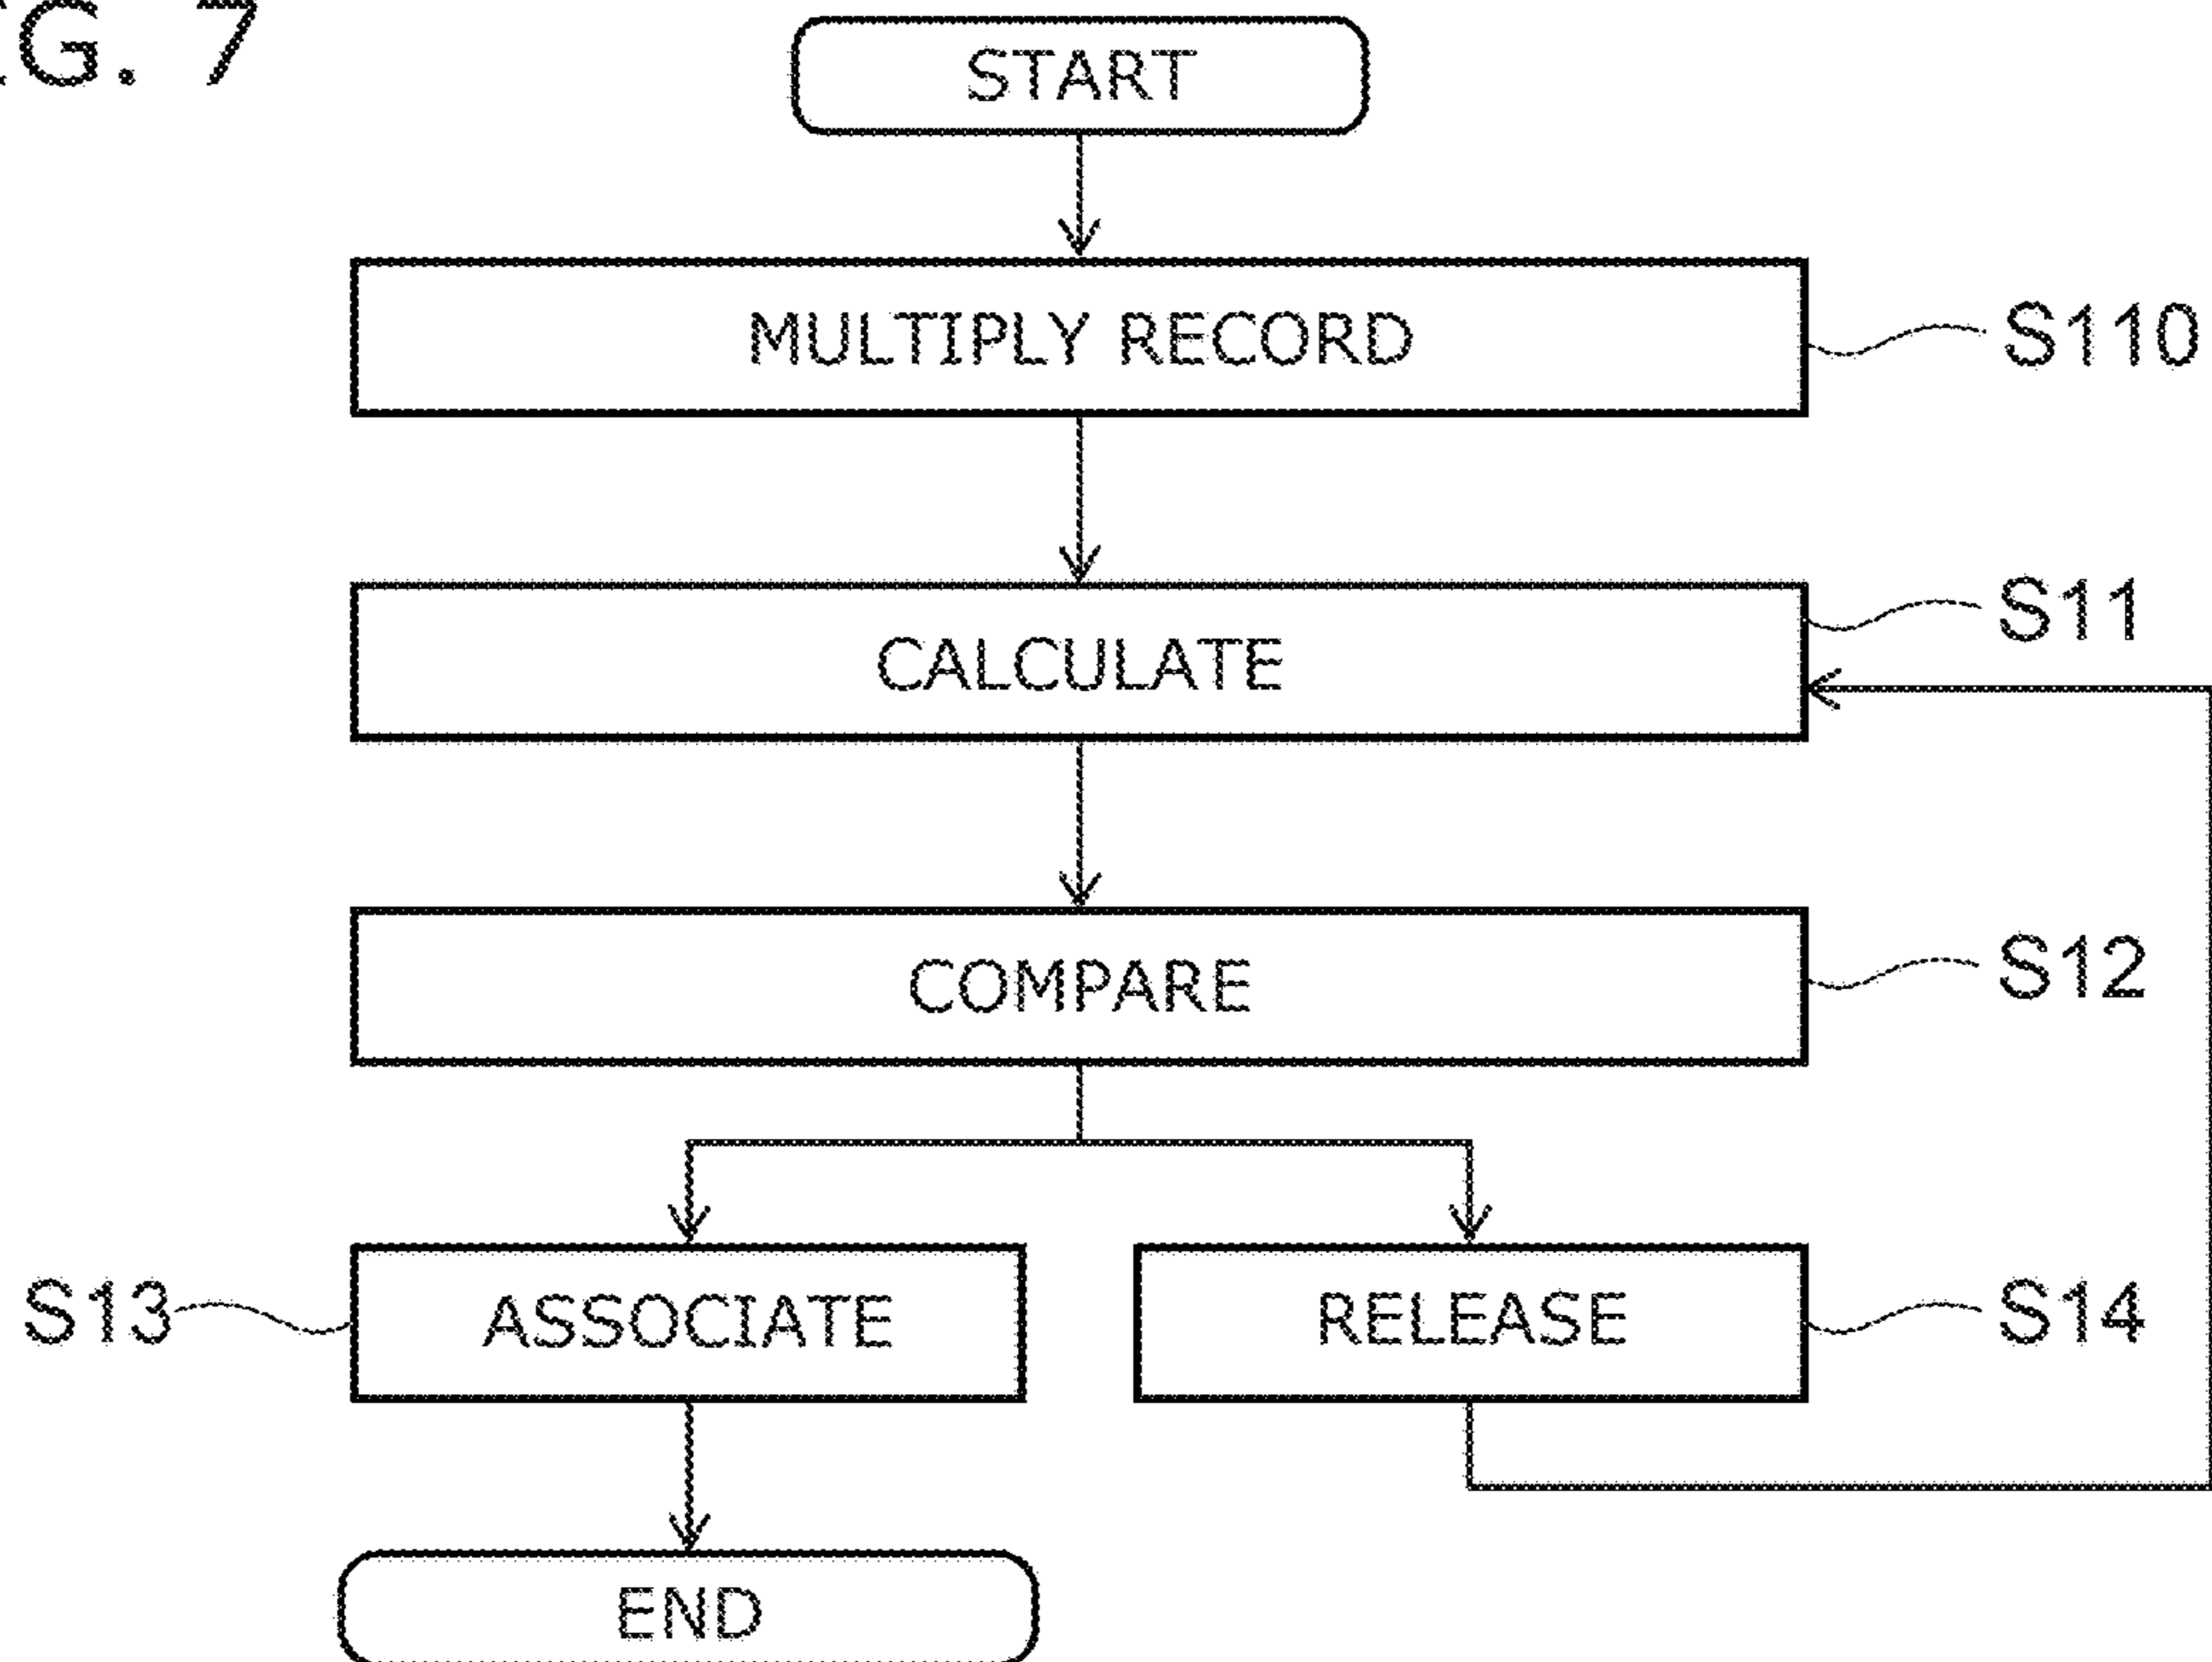 G. 7
START
MULTIPLY RECORD
S110
CALCULATE
S11
COMPARE
S12
S13
ASSOCIATE
RELEASE
S14
END